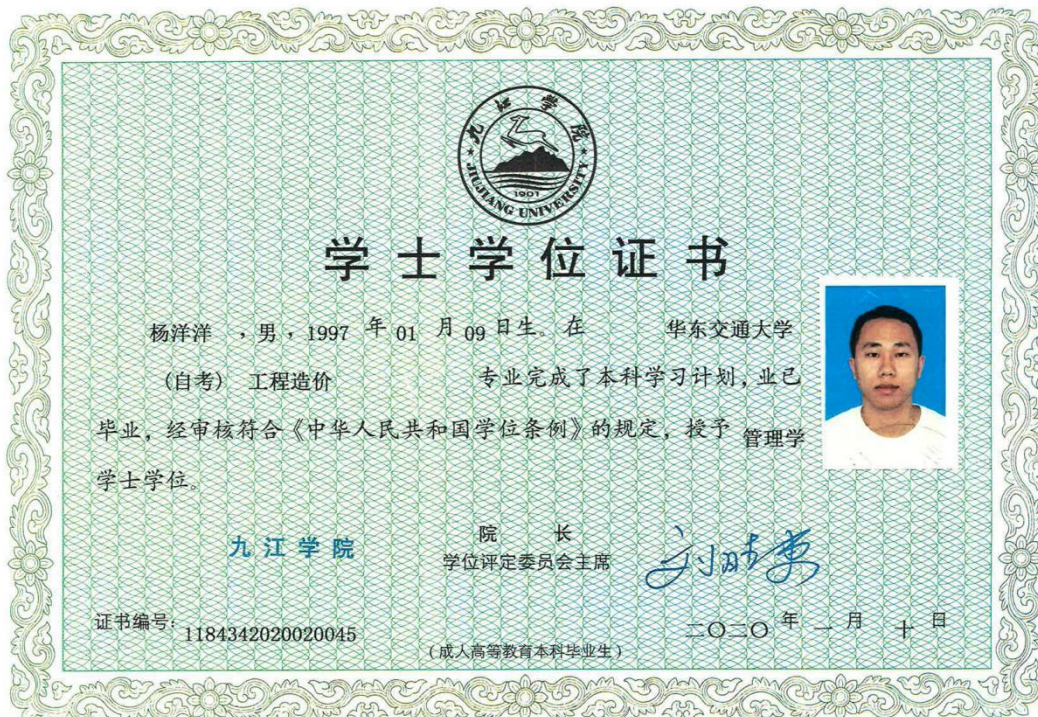 九江学院
JIUJIANG UNIVERSITY
1901
学士学位证书
杨洋洋 ，男，1997 年 01 月 09 日生。在 华东交通大学
(自考) 工程造价 专业完成了本科学习计划，业已
毕业，经审核符合《中华人民共和国学位条例》的规定，授予 管理学
学士学位。
九江学院
院 长
学位评定委员会主席
证书编号：1184342020020045
二〇二〇 年 一 月 十 日
（成人高等教育本科毕业生）